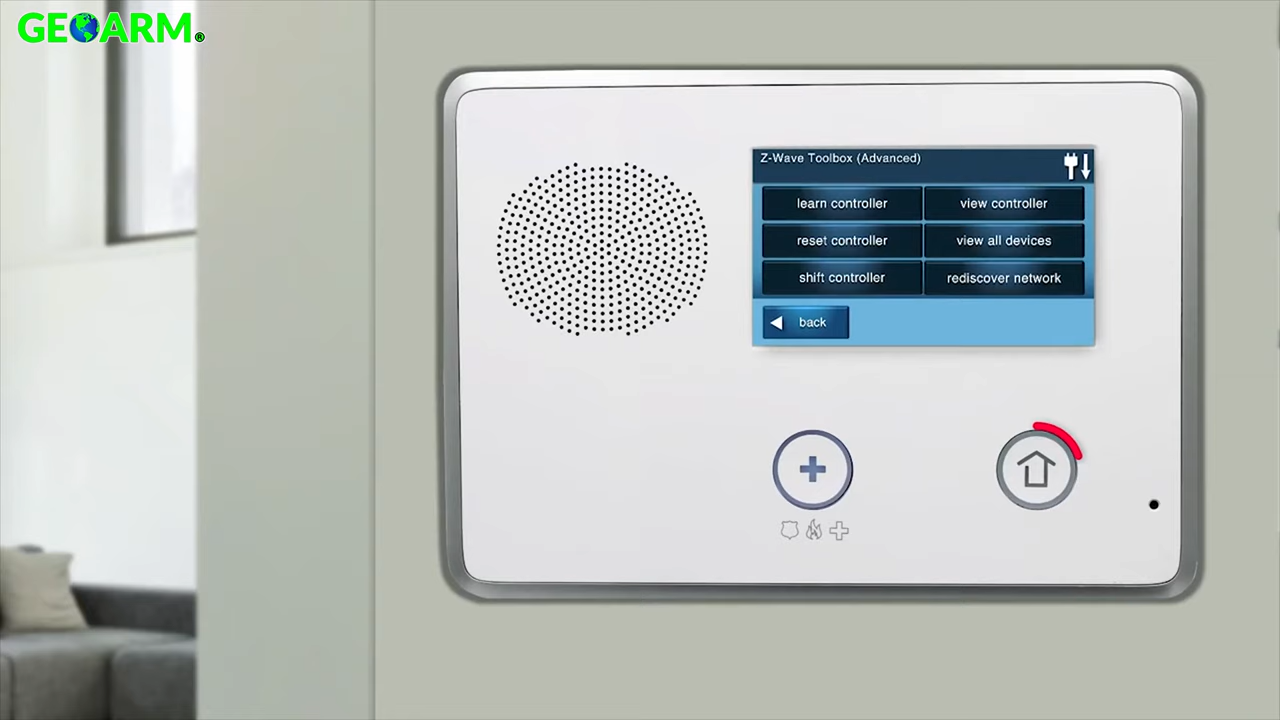 GEOARM®
Z-Wave Toolbox (Advanced)
learn controller
view controller
reset controller
view all devices
shift controller
rediscover network
back